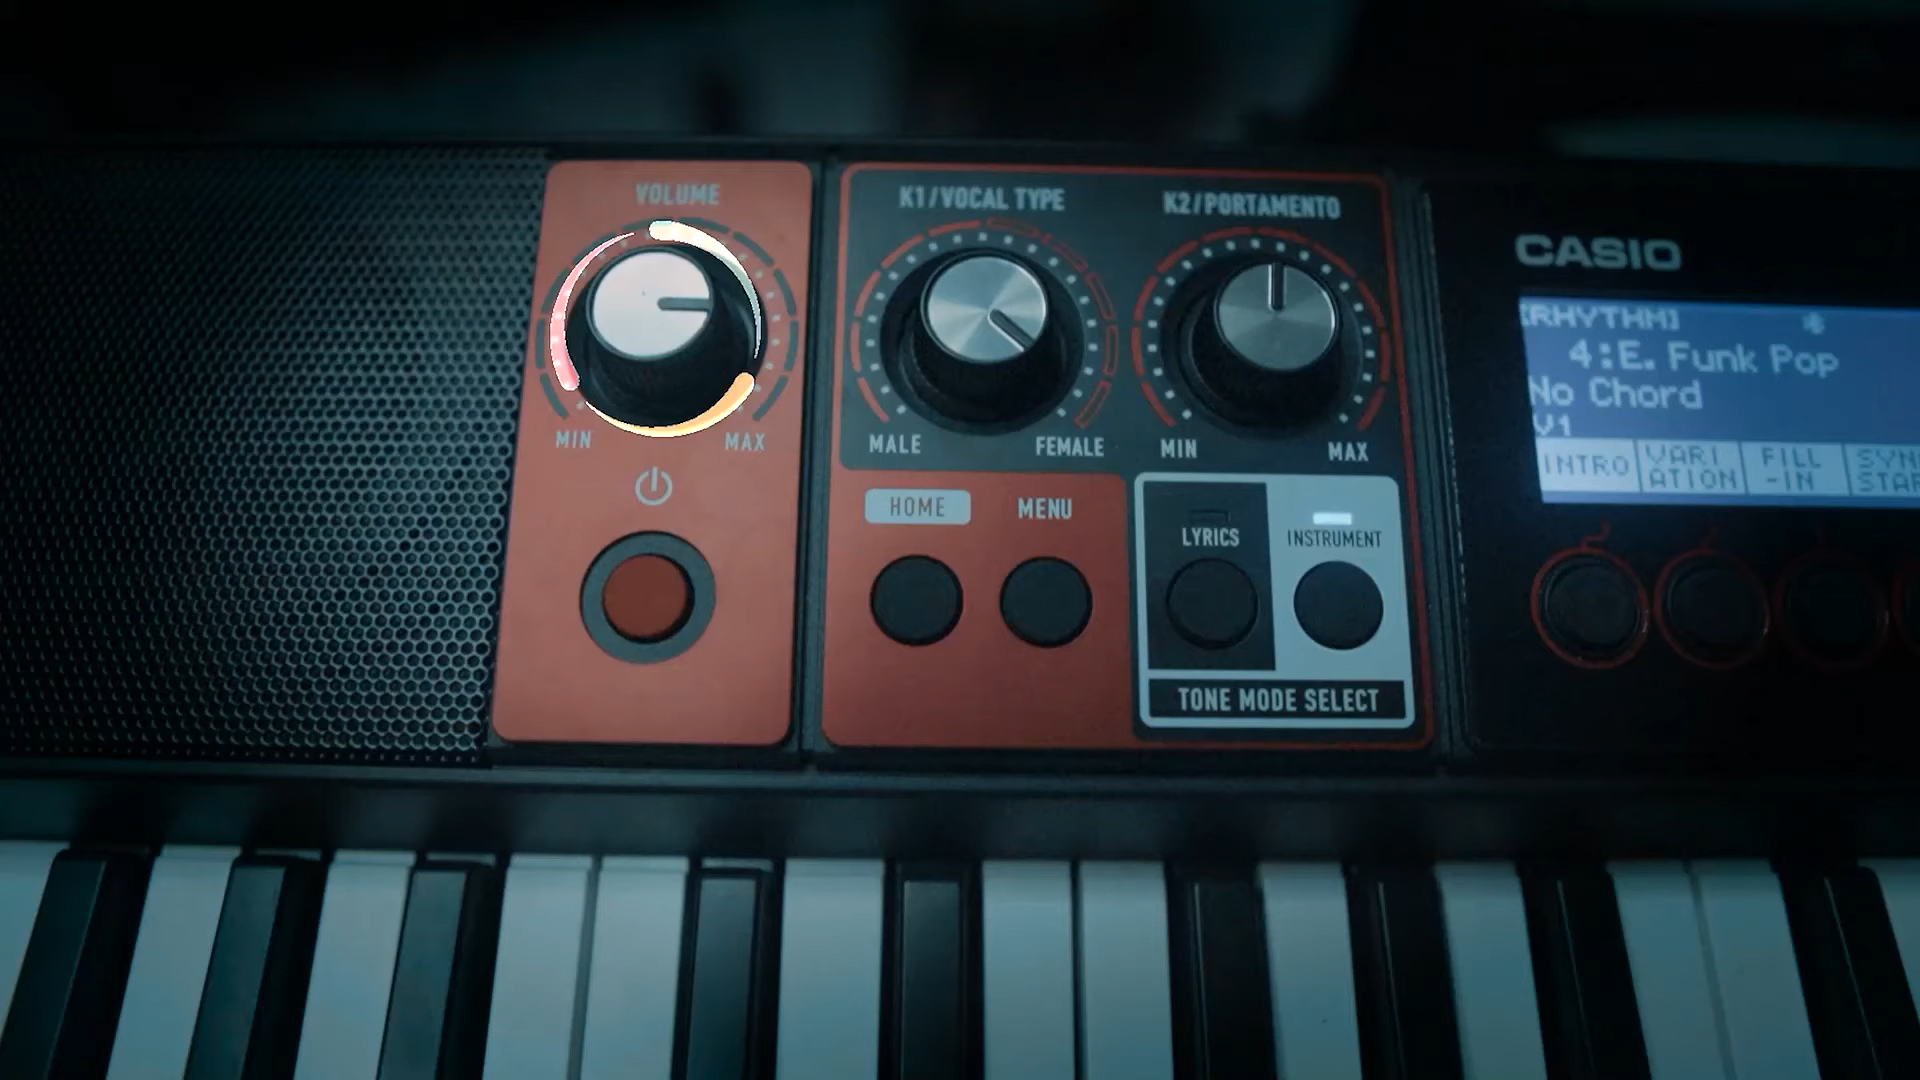 VOLUME
MIN
MAX
K1/VOCAL TYPE
MALE
FEMALE
K2/PORTAMENTO
MIN
MAX
HOME
MENU
LYRICS
INSTRUMENT
TONE MODE SELECT
CASIO
[RHYTHM]
4:E. Funk Pop
No Chord
V1
INTRO
VARI
ATION
FILL
-IN